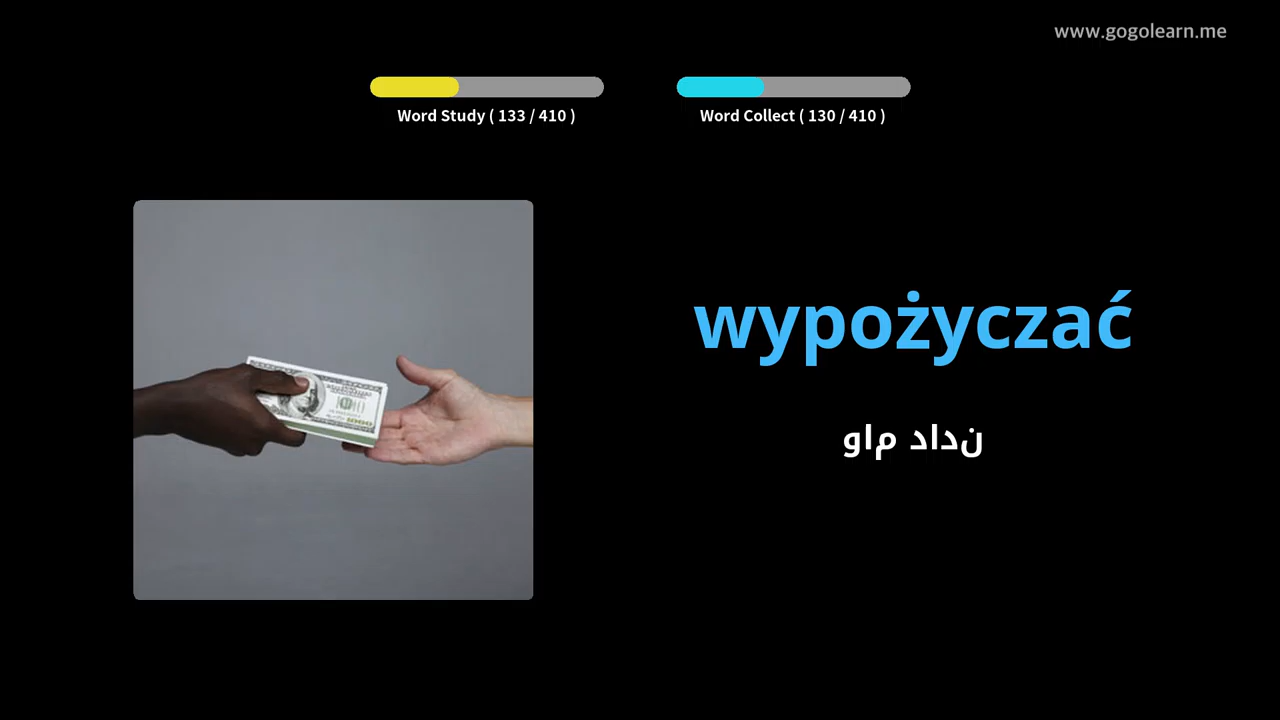 www.gogolearn.me
Word Study ( 133 / 410 )
Word Collect ( 130 / 410 )
wypożyczać
وام دادن